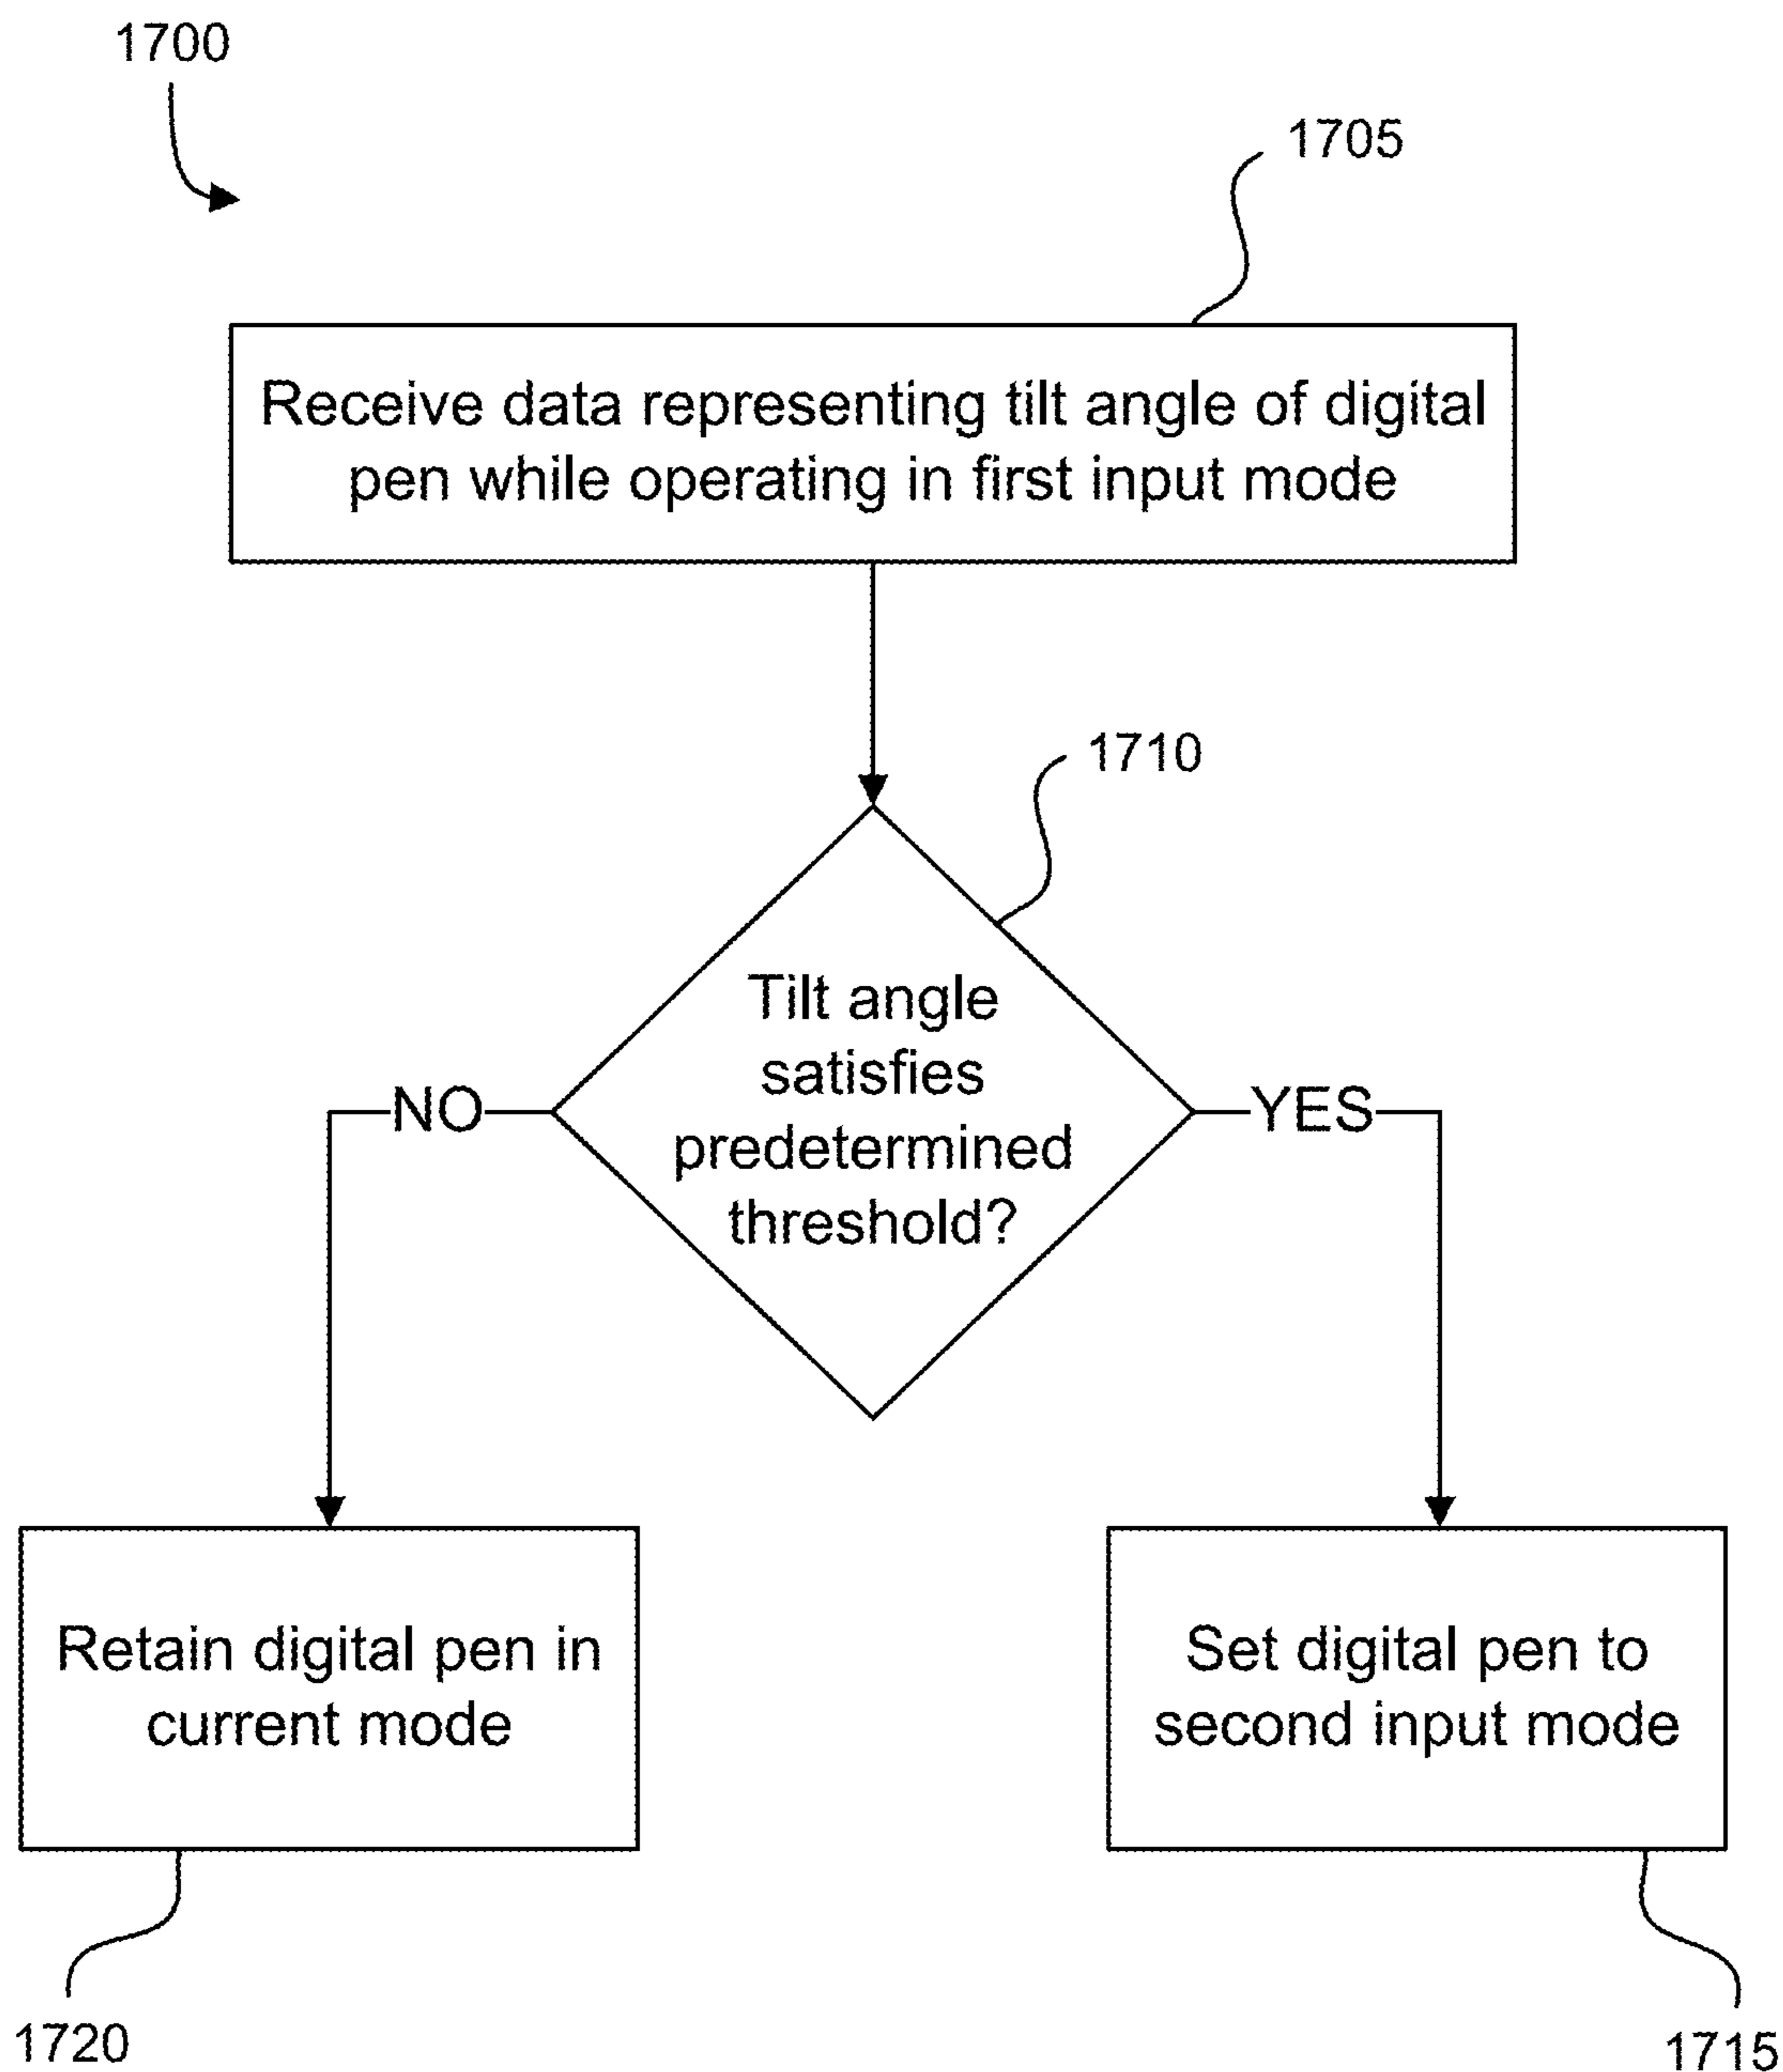 1700
1705
Receive data representing tilt angle of digital
pen while operating in first input mode
1710
Tilt angle
satisfies
predetermined
threshold?
NO
YES
Retain digital pen in
current mode
Set digital pen to
second input mode
1720
1715